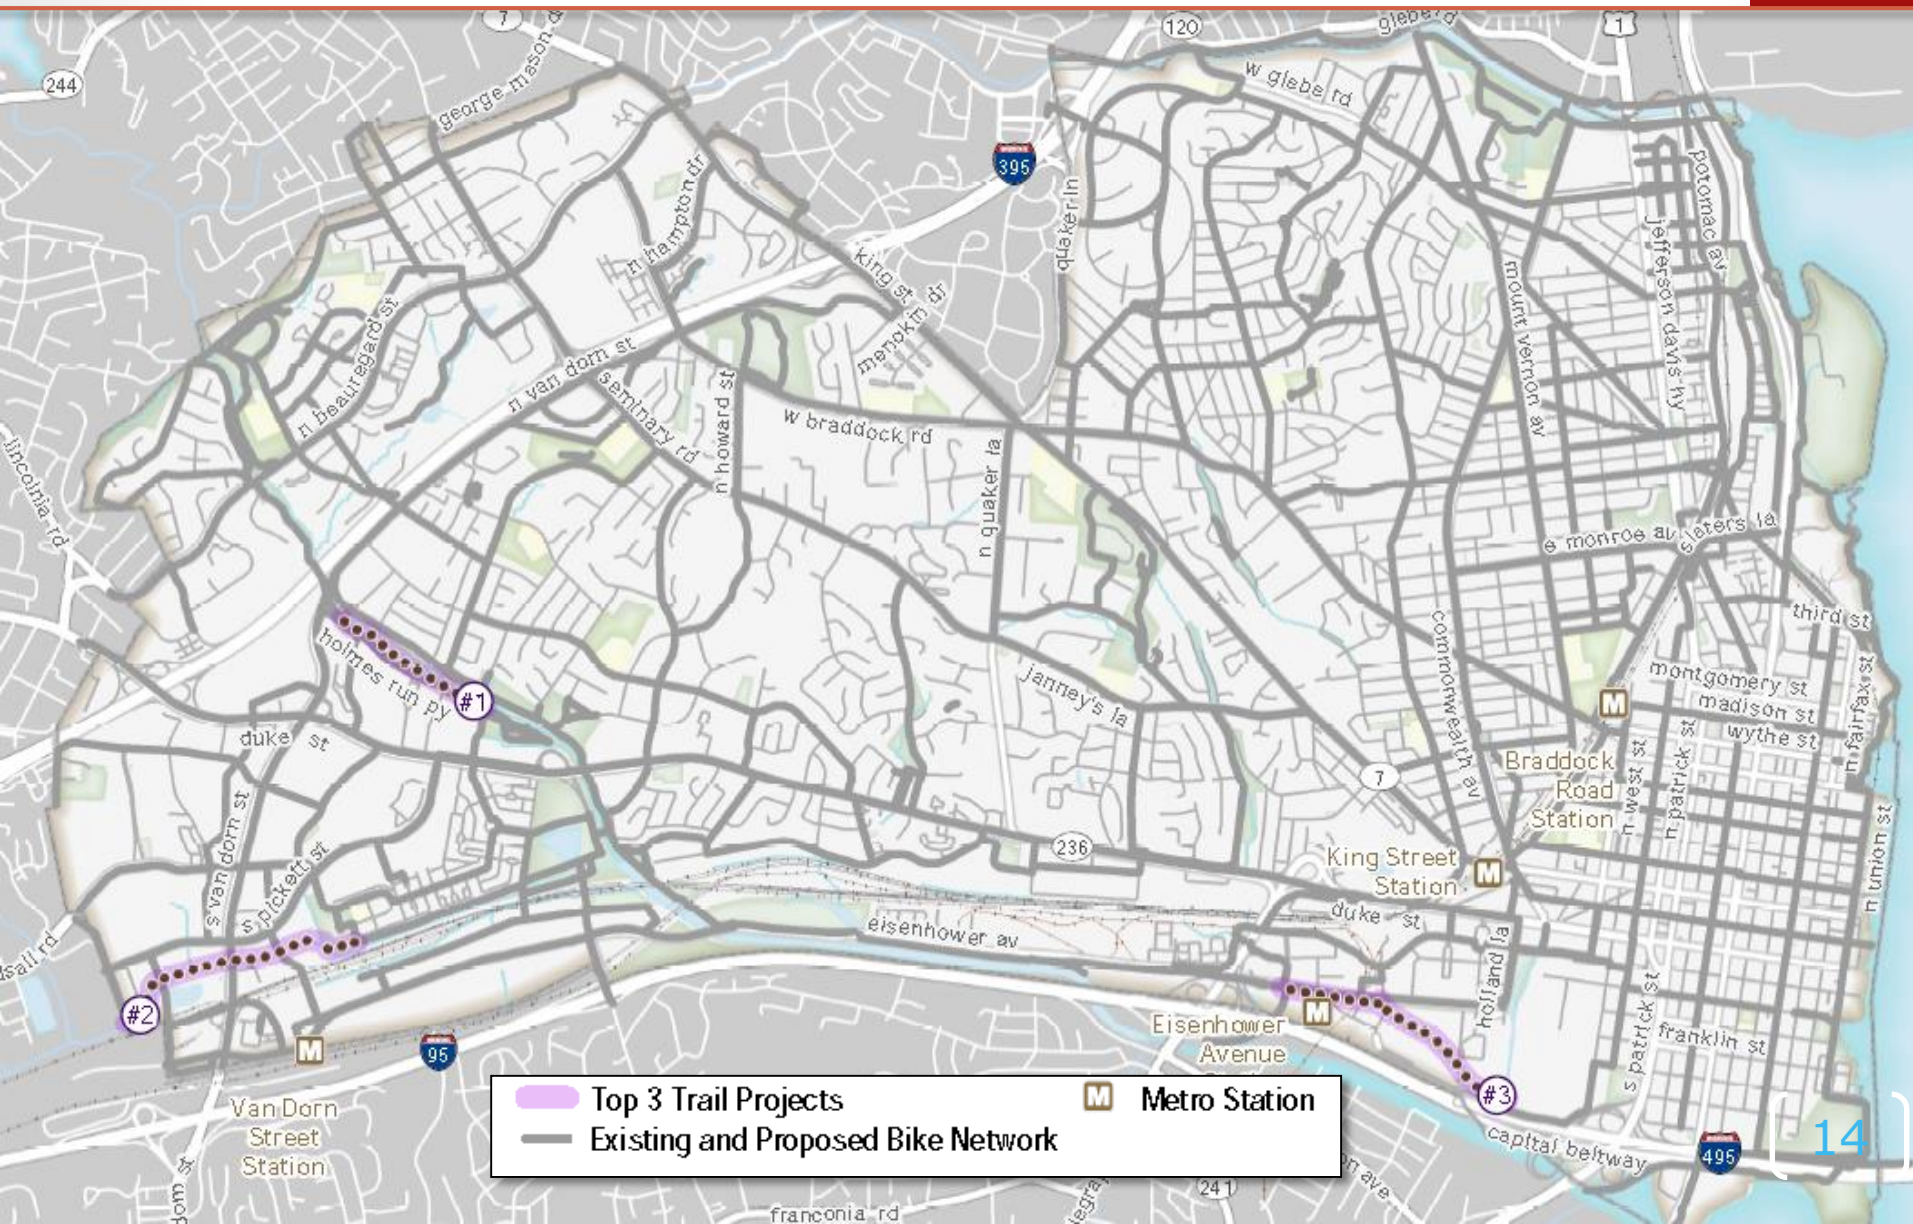 7
120
glebe rd
1
244
george mason d
w glebe rd
395
potomac av
n hampton dr
quaker ln
jefferson davis hy
king st
mount vernon av
menokin dr
n beauregard st
n van dorn st
seminary rd
n howard st
w braddock rd
n quaker la
lincolnia rd
e monroe av
slaters la
third st
holmes run py
#1
janney's la
commonwealth av
montgomery st
madison st
wythe st
n fairfax st
M
duke st
7
Braddock
Road
Station
n west st
n patrick st
s van dorn st
s pickett st
236
King Street
Station
M
n union st
duke st
eisenhower av
holland la
#2
M
Eisenhower
Avenue
s patrick st
franklin st
M
95
#3
Van Dorn
Street
Station
Top 3 Trail Projects
M Metro Station
Existing and Proposed Bike Network
capital beltway
495
14
241
franconia rd